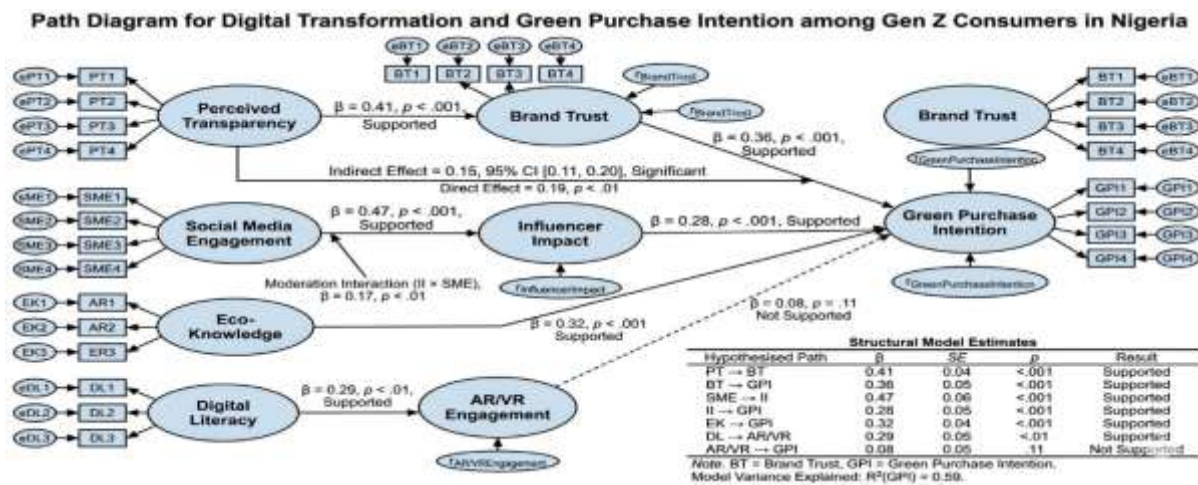 Path Diagram for Digital Transformation and Green Purchase Intention among Gen Z Consumers in Nigeria
eBT1 eBT2 eBT3 eBT4
BT1 BT2 BT3 BT4
ePT1 PT1
ePT2 PT2
ePT3 PT3
ePT4 PT4
Perceived
Transparency
β = 0.41, p < .001,
Supported
Brand Trust
rBrandTrust
rBrandTrust
β = 0.36, p < .001,
Supported
Brand Trust
BT1 eBT1
BT2 eBT2
BT3 eBT3
BT4 eBT4
Indirect Effect = 0.15, 95% CI [0.11, 0.20], Significant
Direct Effect = 0.19, p < .01
rGreenPurchaseIntention
sME1 SME1
SME2 SME2
SME3 SME3
SME4 SME4
Social Media
Engagement
β = 0.47, p < .001,
Supported
Influencer
Impact
rInfluencerImpact
β = 0.28, p < .001, Supported
Green Purchase
Intention
GPI1 GPI1
GPI2 GPI2
GPI3 GPI3
GPI4 GPI4
rGreenPurchaseIntention
Moderation Interaction (II × SME),
β = 0.17, p < .01
EK1 AR1
EK2 AR2
EK3 ER3
Eco-
Knowledge
β = 0.32, p < .001
Supported
β = 0.08, p = .11
Not Supported
eDL1 DL1
eDL2 DL2
eDL3 DL3
Digital
Literacy
β = 0.29, p < .01,
Supported
AR/VR
Engagement
rAR/VREngagement
Structural Model Estimates
Hypothesised Path β SE p Result
PT → BT 0.41 0.04 <.001 Supported
BT → GPI 0.36 0.05 <.001 Supported
SME → II 0.47 0.06 <.001 Supported
II → GPI 0.28 0.05 <.001 Supported
EK → GPI 0.32 0.04 <.001 Supported
DL → AR/VR 0.29 0.05 <.01 Supported
AR/VR → GPI 0.08 0.05 .11 Not Supported
Note. BT = Brand Trust, GPI = Green Purchase Intention.
Model Variance Explained: R²(GPI) = 0.59.